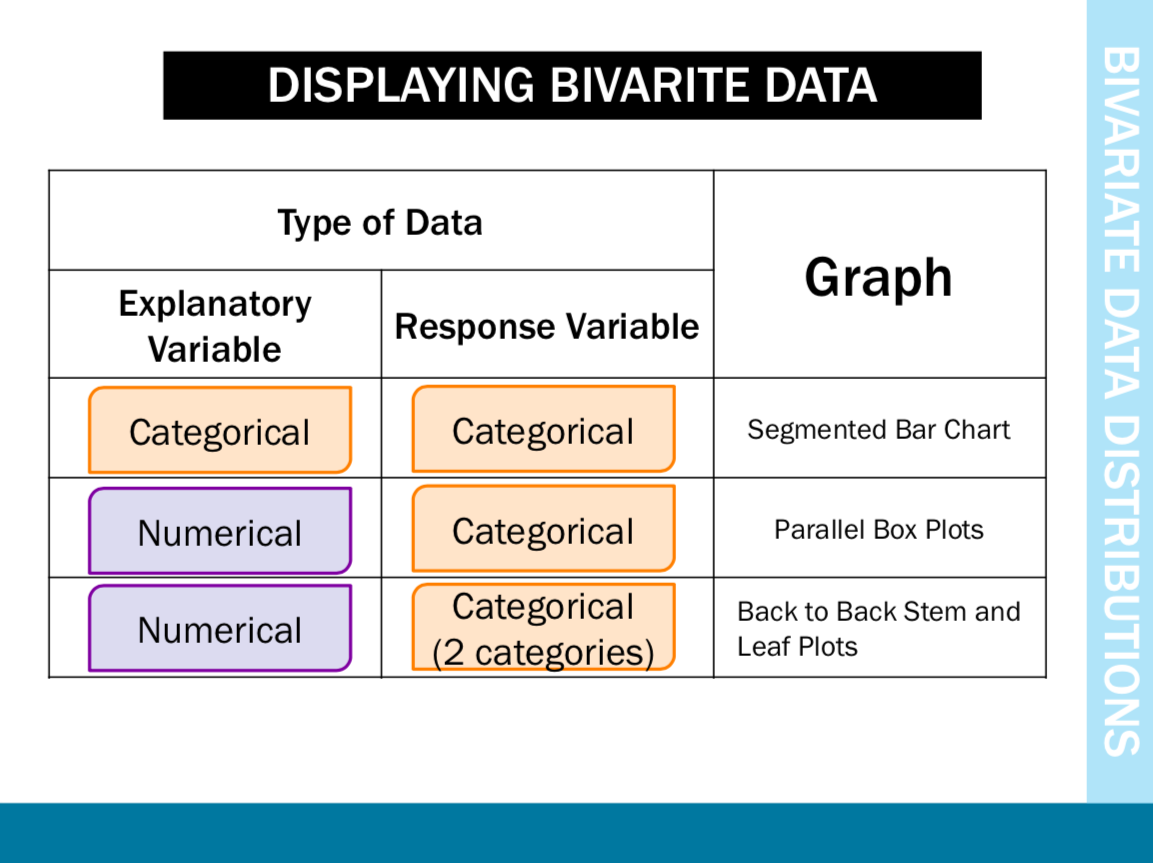 DISPLAYING BIVARITE DATA
Type of Data
Graph
Explanatory
Variable
Response Variable
Categorical
Categorical
Segmented Bar Chart
Numerical
Categorical
Parallel Box Plots
Numerical
Categorical
(2 categories)
Back to Back Stem and
Leaf Plots
BIVARIATE DATA DISTRIBUTIONS